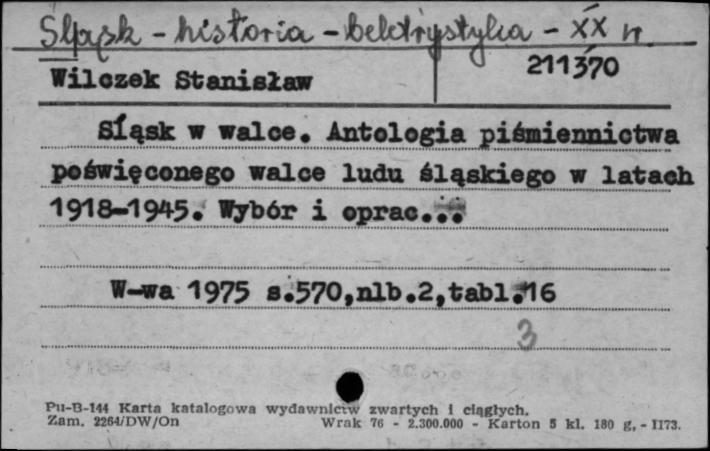 Śląsk - historia - beletrystyka - XX w.
Wilczek Stanisław 211370
Śląsk w walce. Antologia piśmiennictwa
poświęconego walce ludu śląskiego w latach
1918-1945. Wybór i oprac...
W-wa 1975 s.570,nlb.2,tabl.16
3
Pu-B-144 Karta katalogowa wydawnictw zwartych i ciągłych.
Zam. 2264/DW/On Wrak 76 - 2.300.000 - Karton 5 kl. 180 g. - II73.